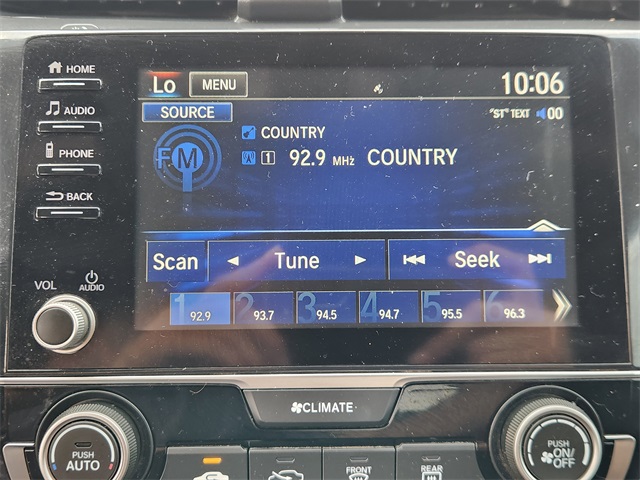 HOME
AUDIO
PHONE
BACK
VOL AUDIO
Lo MENU 10:06
SOURCE "ST" TEXT 00
FM COUNTRY
1 92.9 MHz COUNTRY
Scan Tune Seek
1 92.9 2 93.7 3 94.5 4 94.7 5 95.5 6 96.3
CLIMATE
PUSH AUTO
FRONT
REAR
PUSH ON/OFF